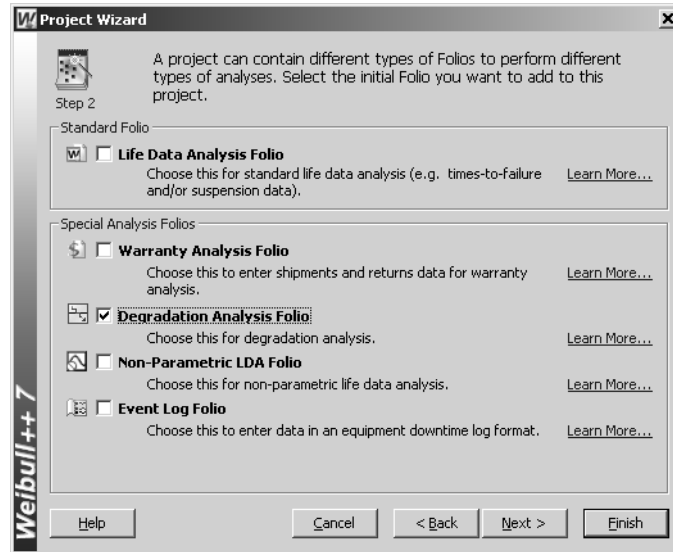 Project Wizard
A project can contain different types of Folios to perform different
types of analyses. Select the initial Folio you want to add to this
project.
Step 2
Standard Folio
Life Data Analysis Folio
Choose this for standard life data analysis (e.g. times-to-failure
and/or suspension data).
Learn More...
Special Analysis Folios
Warranty Analysis Folio
Choose this to enter shipments and returns data for warranty
analysis.
Learn More...
Degradation Analysis Folio
Choose this for degradation analysis.
Learn More...
Non-Parametric LDA Folio
Choose this for non-parametric life data analysis.
Learn More...
Event Log Folio
Choose this to enter data in an equipment downtime log format.
Learn More...
Weibull++ 7
Help
Cancel
< Back
Next >
Finish